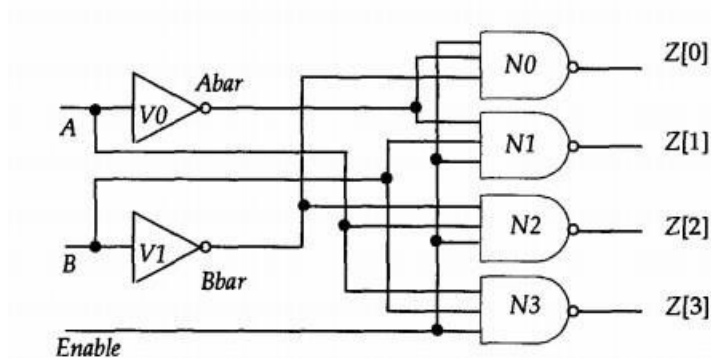 Abar
N0
Z[0]
A
V0
N1
Z[1]
B
V1
Bbar
N2
Z[2]
N3
Z[3]
Enable